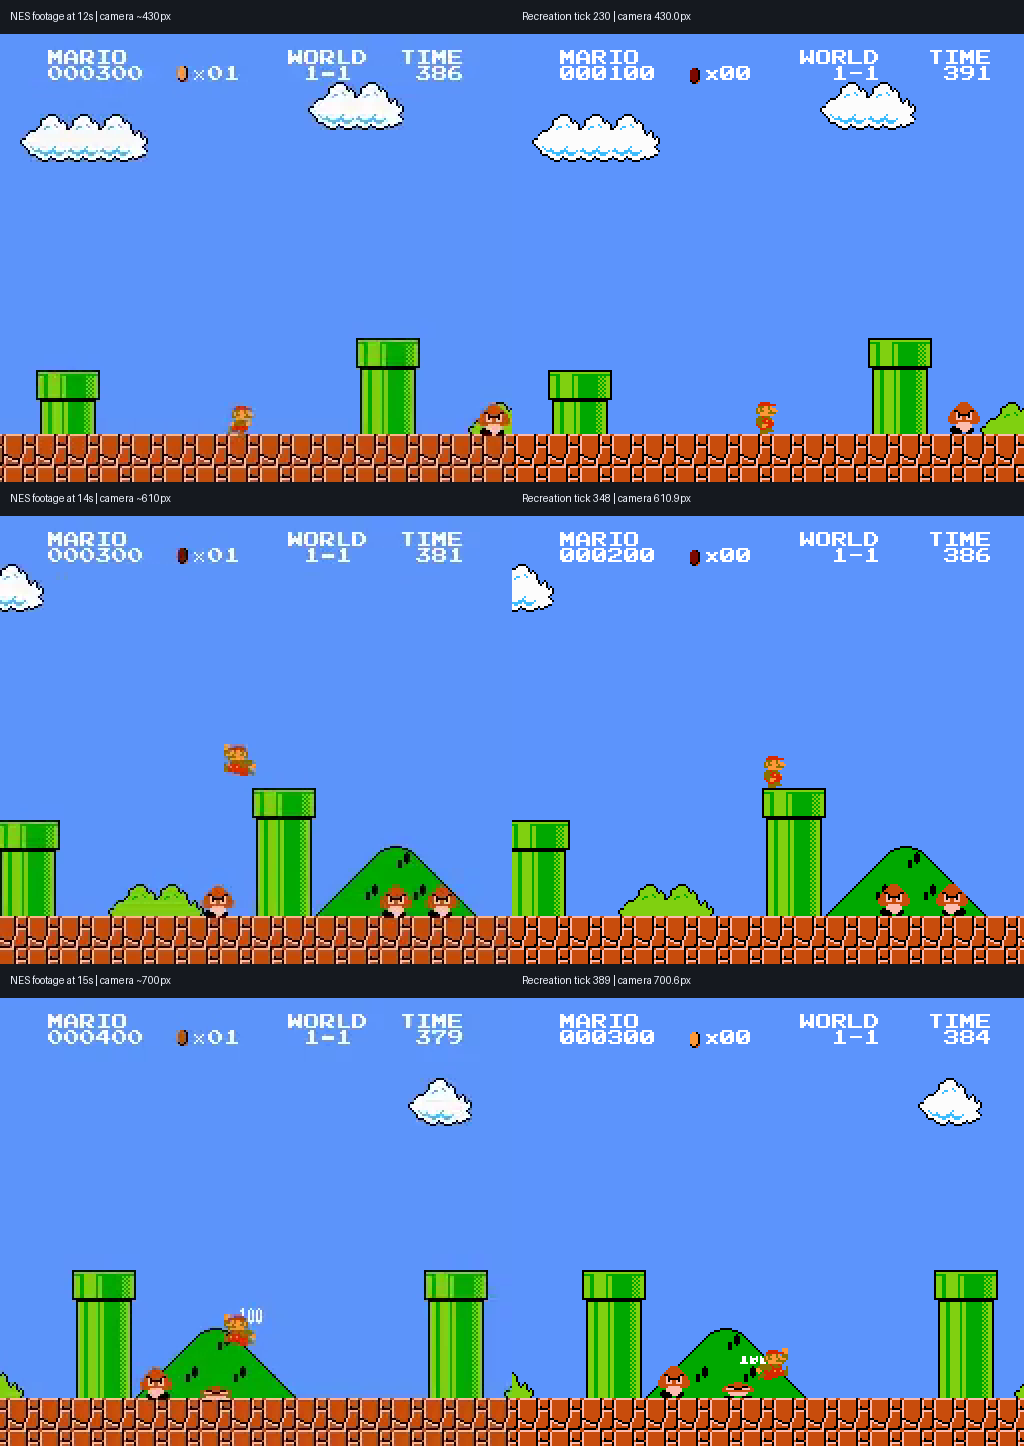 NES footage at 12s | camera ~430px
Recreation tick 230 | camera 430.0px
MARIO WORLD TIME
000300 ×01 1-1 386
MARIO WORLD TIME
000100 x00 1-1 391
NES footage at 14s | camera ~610px
Recreation tick 348 | camera 610.9px
MARIO WORLD TIME
000300 ×01 1-1 381
MARIO WORLD TIME
000200 x00 1-1 386
NES footage at 15s | camera ~700px
Recreation tick 389 | camera 700.6px
MARIO WORLD TIME
000400 ×01 1-1 379
MARIO WORLD TIME
000300 x00 1-1 384
100